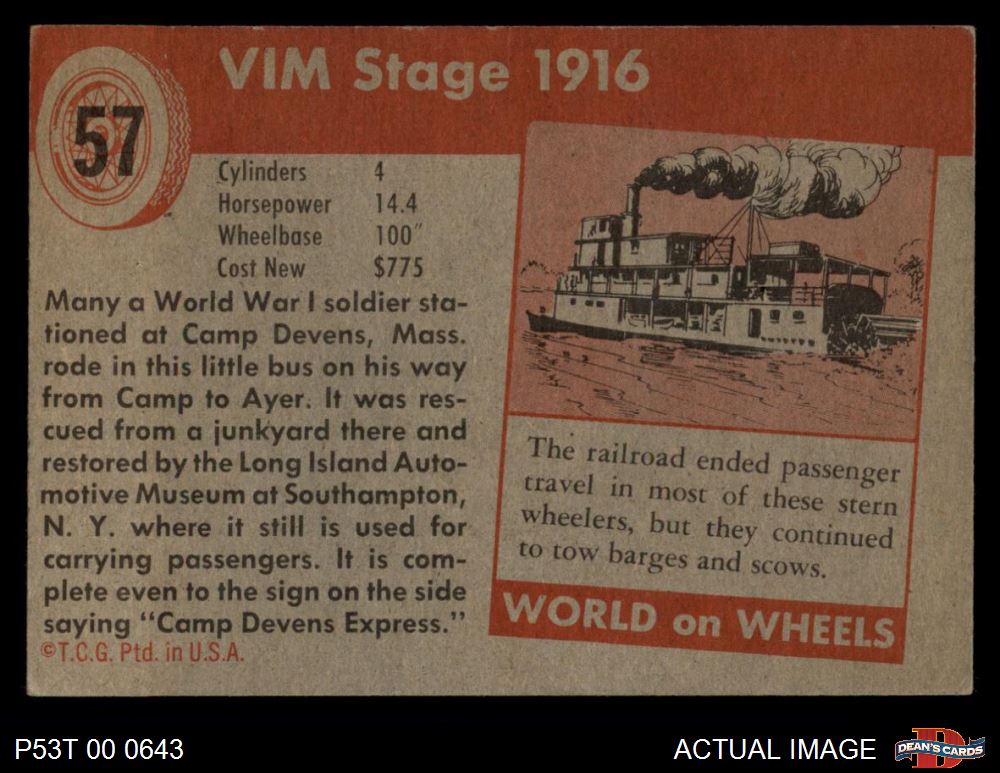 57
VIM Stage 1916
Cylinders 4
Horsepower 14.4
Wheelbase 100"
Cost New $775
Many a World War I soldier sta-
tioned at Camp Devens, Mass.
rode in this little bus on his way
from Camp to Ayer. It was res-
cued from a junkyard there and
restored by the Long Island Auto-
motive Museum at Southampton,
N. Y. where it still is used for
carrying passengers. It is com-
plete even to the sign on the side
saying "Camp Devens Express."
©T.C.G. Ptd. in U.S.A.
The railroad ended passenger
travel in most of these stern
wheelers, but they continued
to tow barges and scows.
WORLD on WHEELS
P53T 00 0643
ACTUAL IMAGE
DEAN'S CARDS